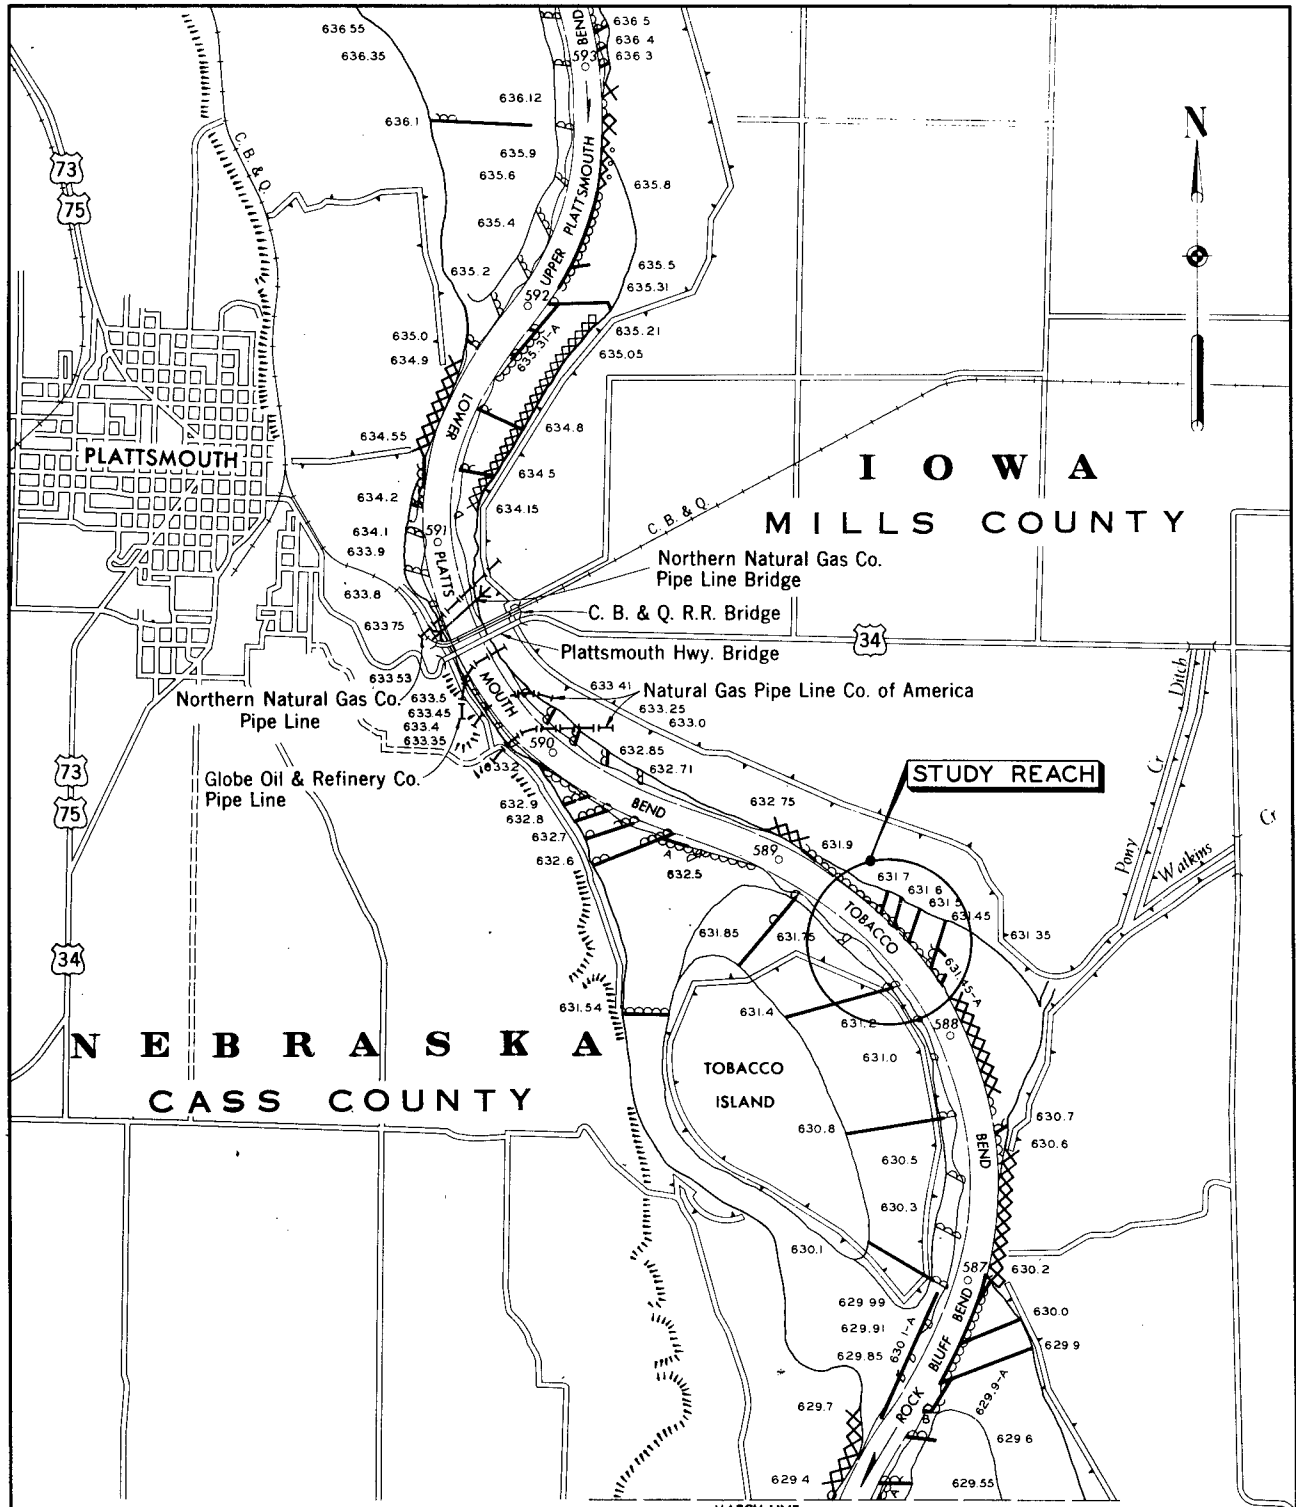 636 55
636.35
BEND
593
636 5
636 4
636 3
636.12
636.1
N
C. B. & Q.
73
75
635.9
635.6
PLATTSMOUTH
635.8
635.4
UPPER
635.2
592
635.5
635.31
635.21
635.0
634.9
635.31-A
635.05
LOWER
634.55
634.8
PLATTSMOUTH
IOWA
634.5
634.2
634.15
C. B. & Q.
MILLS COUNTY
634.1
591
633.9
PLATTS
Northern Natural Gas Co.
Pipe Line Bridge
633.8
C. B. & Q. R.R. Bridge
633.75
34
Plattsmouth Hwy. Bridge
633.53
Ditch
Northern Natural Gas Co.
Pipe Line
633.5
633.45
633.4
633.35
MOUTH
633 41
Natural Gas Pipe Line Co. of America
633.25
633.0
590
632.85
632.71
633.2
73
75
Globe Oil & Refinery Co.
Pipe Line
STUDY REACH
632.9
632.8
632.7
632.6
BEND
632.75
Cr
Cr
Pony
Watkins
A
632.5
589
631.9
631.7
631 6
631 5
631.45
631 35
TOBACCO
631.85
631.75
34
631.45-A
631.54
631.4
631.2
588
NEBRASKA
CASS COUNTY
631.0
TOBACCO
ISLAND
630.7
630.8
630.6
BEND
630.5
630.3
630.1
587
630.2
629 99
629.91
629.85
630 1-A
BEND
630.0
629 9
BLUFF
629.9-A
629.7
ROCK
B
629 6
629 4
629.55
A